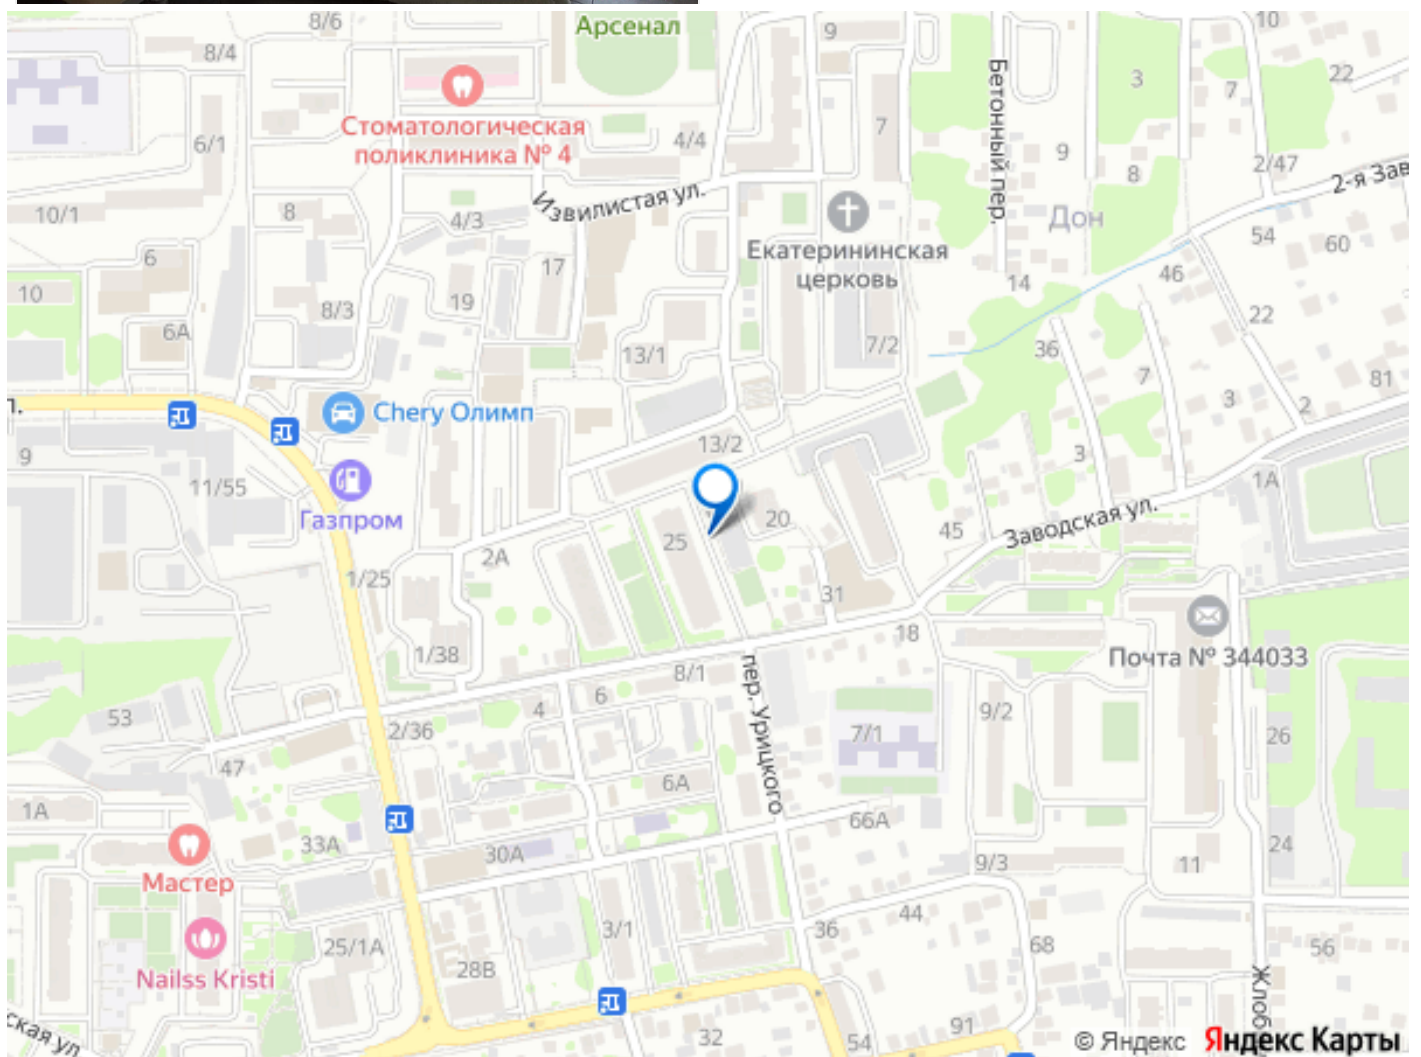 8/6
Арсенал
9
10
8/4
22
3
7
Стоматологическая
поликлиника № 4
6/1
4/4
7
Бетонный пер.
9
8
2/47
2-я Зав
10/1
8
4/3
Извилистая ул.
Екатерининская
церковь
Дон
54
60
6
17
46
10
14
19
8/3
22
6А
13/1
7/2
36
7
81
3
2
л.
Chery Олимп
9
13/2
3
11/55
1А
Газпром
20
45
Заводская ул.
25
2А
1/25
31
18
1/38
8/1
Почта № 344033
пер. Урицкого
53
4
6
9/2
2/36
7/1
26
47
6А
1А
66А
33А
30А
24
Мастер
9/3
11
44
25/1А
3/1
36
68
56
Nailss Kristi
28В
Жлоб
ская ул.
32
54
91
© Яндекс Яндекс Карты